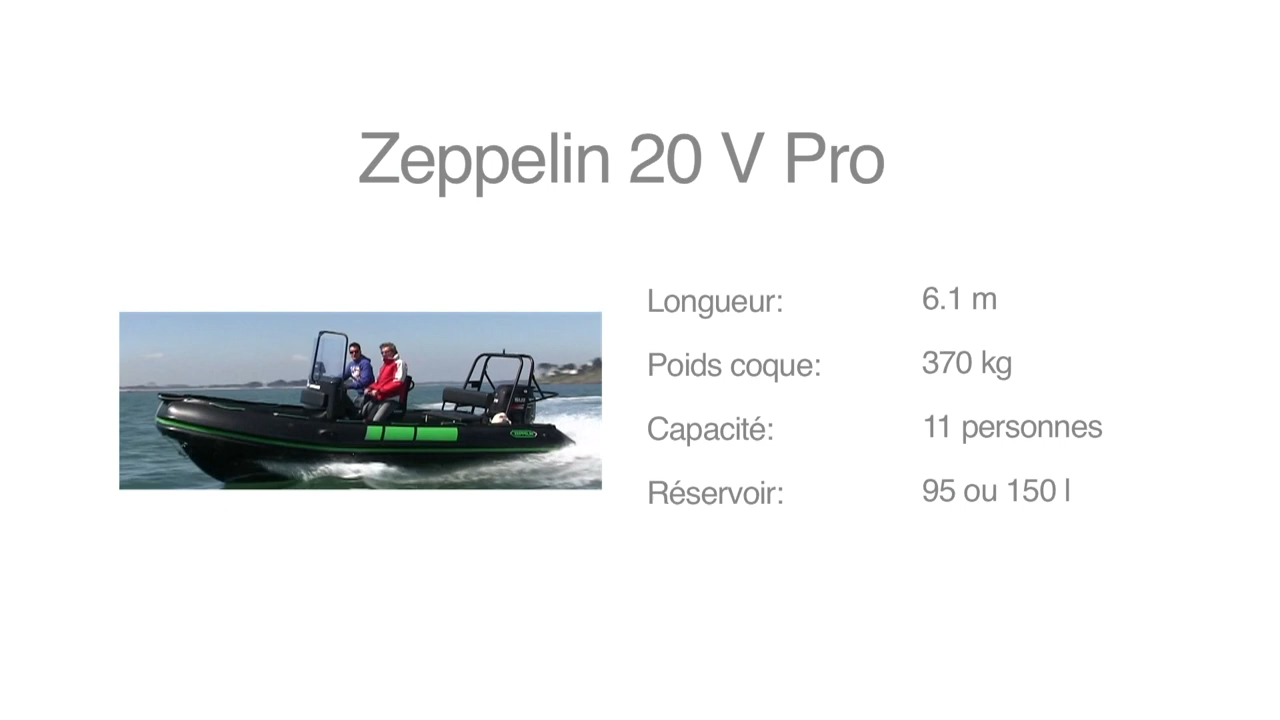 Zeppelin 20 V Pro
Longueur: 6.1 m
Poids coque: 370 kg
Capacité: 11 personnes
Réservoir: 95 ou 150 l